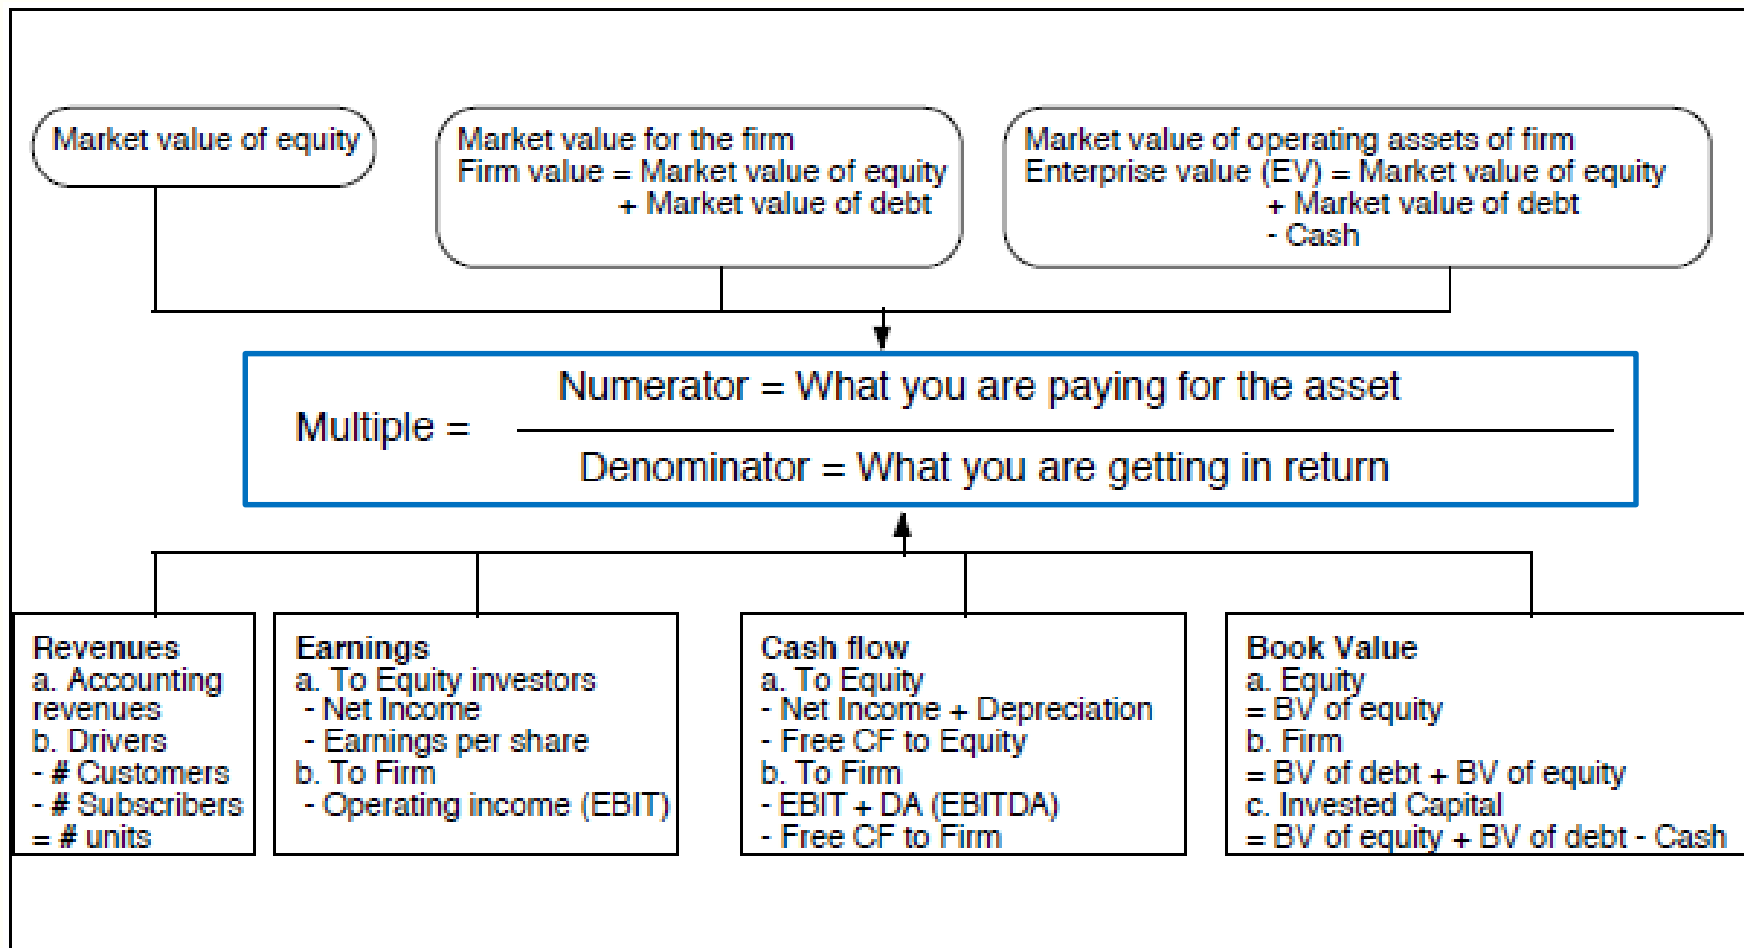 Market value of equity
Market value for the firm
Firm value = Market value of equity
+ Market value of debt
Market value of operating assets of firm
Enterprise value (EV) = Market value of equity
+ Market value of debt
- Cash
Numerator = What you are paying for the asset
Multiple =
Denominator = What you are getting in return
Revenues
a. Accounting
revenues
b. Drivers
- # Customers
- # Subscribers
= # units
Earnings
a. To Equity investors
- Net Income
- Earnings per share
b. To Firm
- Operating income (EBIT)
Cash flow
a. To Equity
- Net Income + Depreciation
- Free CF to Equity
b. To Firm
- EBIT + DA (EBITDA)
- Free CF to Firm
Book Value
a. Equity
= BV of equity
b. Firm
= BV of debt + BV of equity
c. Invested Capital
= BV of equity + BV of debt - Cash